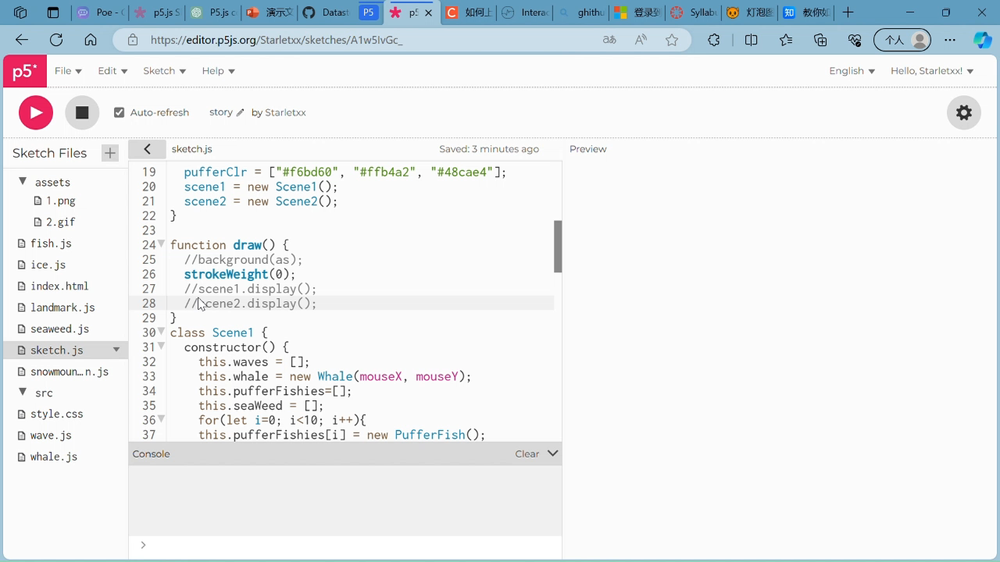 Poe - C
p5.js S
P5.js c
演示文
Datast
P5
p5
如何上
Interac
ghithu
登录到
Syllabu
灯泡医
教你如
https://editor.p5js.org/Starletxx/sketches/A1w5IvGc_
个人
p5*
File
Edit
Sketch
Help
English
Hello, Starletxx!
Auto-refresh
story
by Starletxx
Sketch Files
sketch.js
Saved: 3 minutes ago
Preview
assets
1.png
2.gif
fish.js
ice.js
index.html
landmark.js
seaweed.js
sketch.js
snowmoun...n.js
src
style.css
wave.js
whale.js
19 pufferClr = ["#f6bd60", "#ffb4a2", "#48cae4"];
20 scene1 = new Scene1();
21 scene2 = new Scene2();
22 }
23
24 function draw() {
25 //background(as);
26 strokeWeight(0);
27 //scene1.display();
28 //scene2.display();
29 }
30 class Scene1 {
31 constructor() {
32 this.waves = [];
33 this.whale = new Whale(mouseX, mouseY);
34 this.pufferFishies=[];
35 this.seaWeed = [];
36 for(let i=0; i<10; i++){
37 this.pufferFishies[i] = new PufferFish();
Console
Clear
>